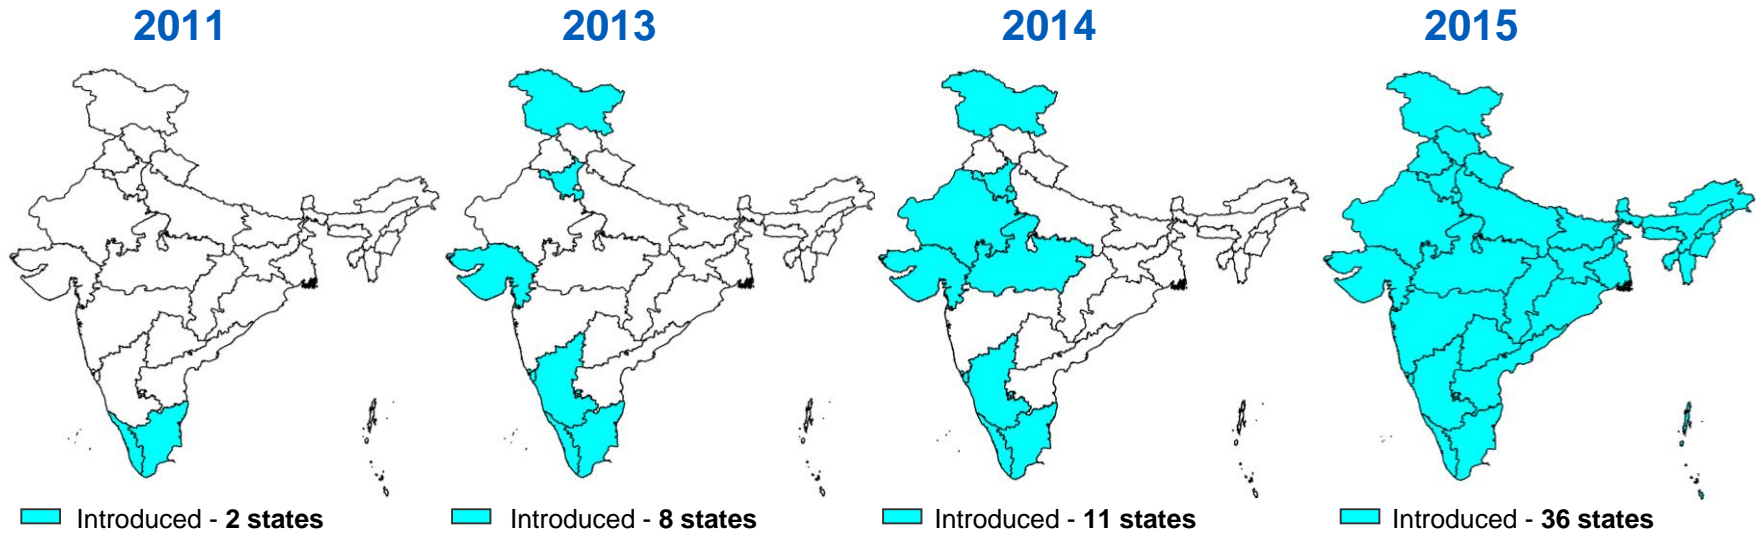 2011
2013
2014
2015
Introduced - 2 states
Introduced - 8 states
Introduced - 11 states
Introduced - 36 states